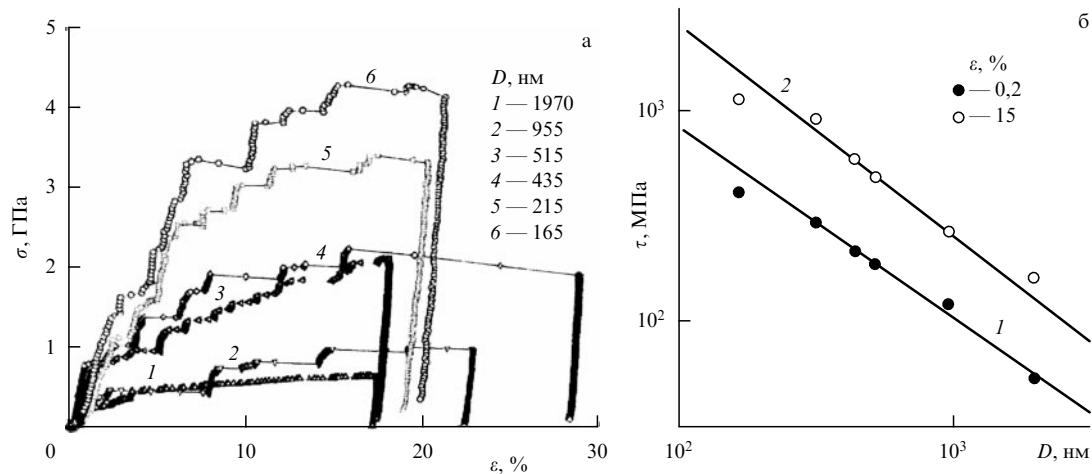 а
5
4
3
2
1
0
10
20
30
σ, ГПа
ε, %
D, нм
1 — 1970
2 — 955
3 — 515
4 — 435
5 — 215
6 — 165
6
5
4
3
2
1
б
ε, %
— 0,2
— 15
2
1
10³
10²
τ, МПа
10²
10³
D, нм